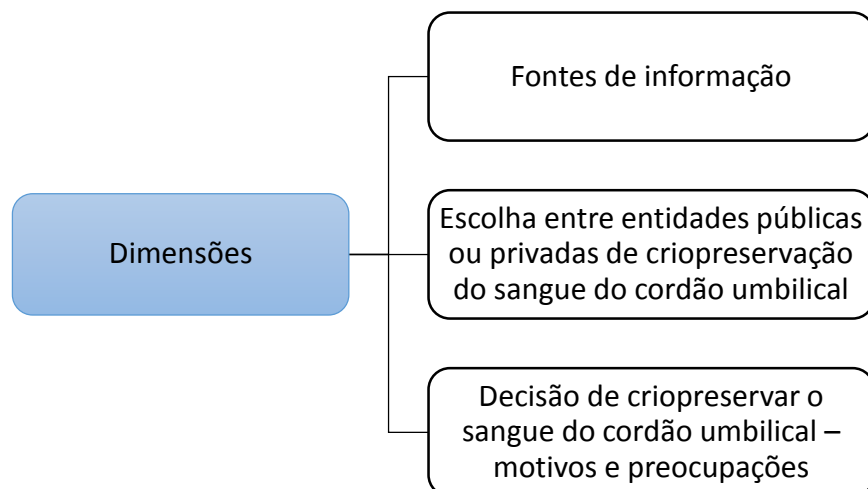 Fontes de informação
Dimensões
Escolha entre entidades públicas
ou privadas de criopreservação
do sangue do cordão umbilical
Decisão de criopreservar o
sangue do cordão umbilical –
motivos e preocupações